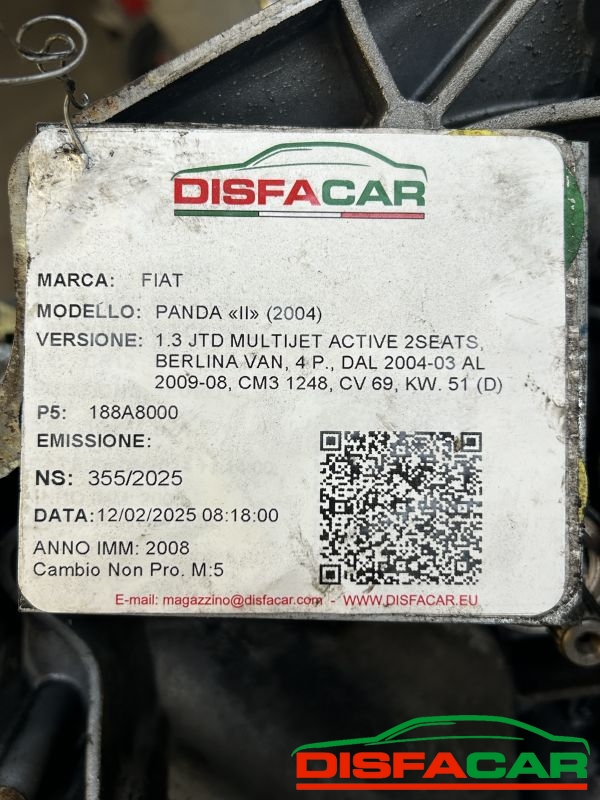 DISFACAR
MARCA: FIAT
MODELLO: PANDA «II» (2004)
VERSIONE: 1.3 JTD MULTIJET ACTIVE 2SEATS,
BERLINA VAN, 4 P., DAL 2004-03 AL
2009-08, CM3 1248, CV 69, KW. 51 (D)
P5: 188A8000
EMISSIONE:
NS: 355/2025
DATA:12/02/2025 08:18:00
ANNO IMM: 2008
Cambio Non Pro. M:5
E-mail: magazzino@disfacar.com - WWW.DISFACAR.EU
DISFACAR